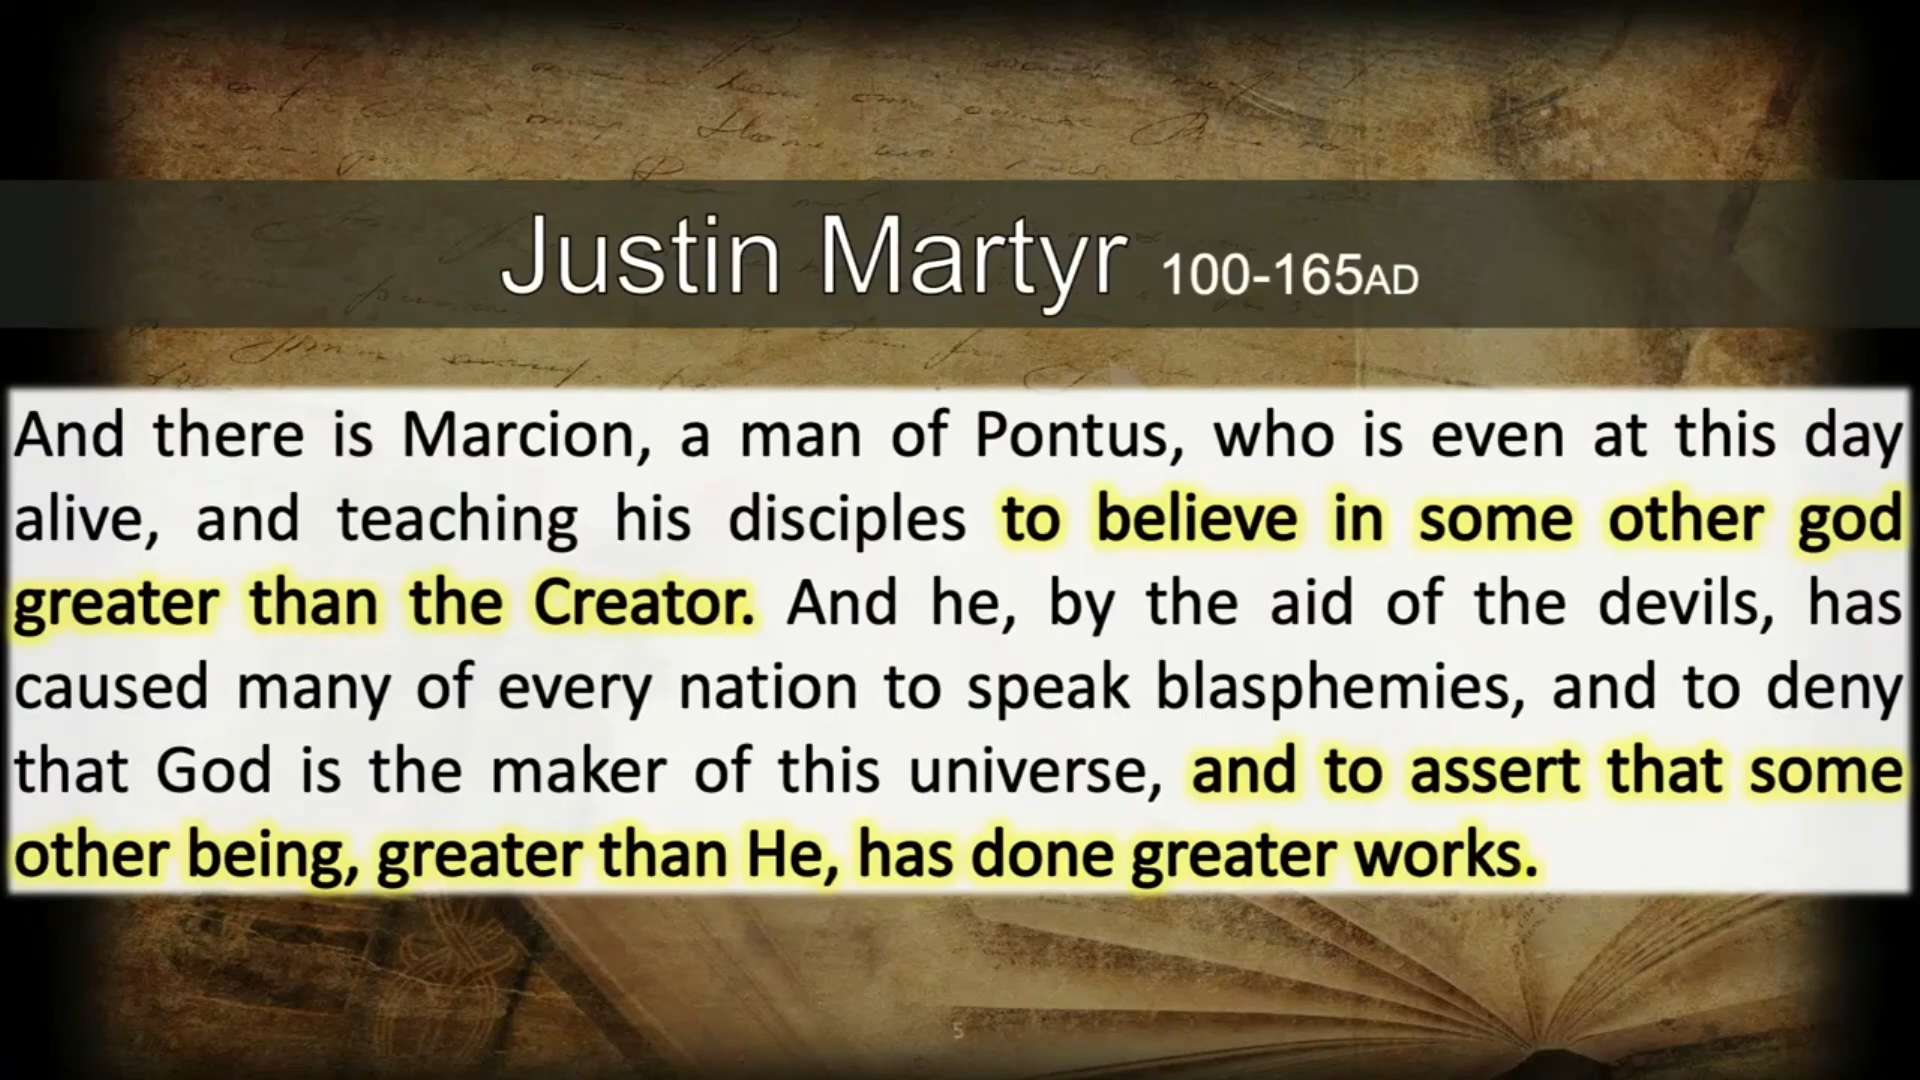 Justin Martyr 100-165AD
And there is Marcion, a man of Pontus, who is even at this day
alive, and teaching his disciples to believe in some other god
greater than the Creator. And he, by the aid of the devils, has
caused many of every nation to speak blasphemies, and to deny
that God is the maker of this universe, and to assert that some
other being, greater than He, has done greater works.
5